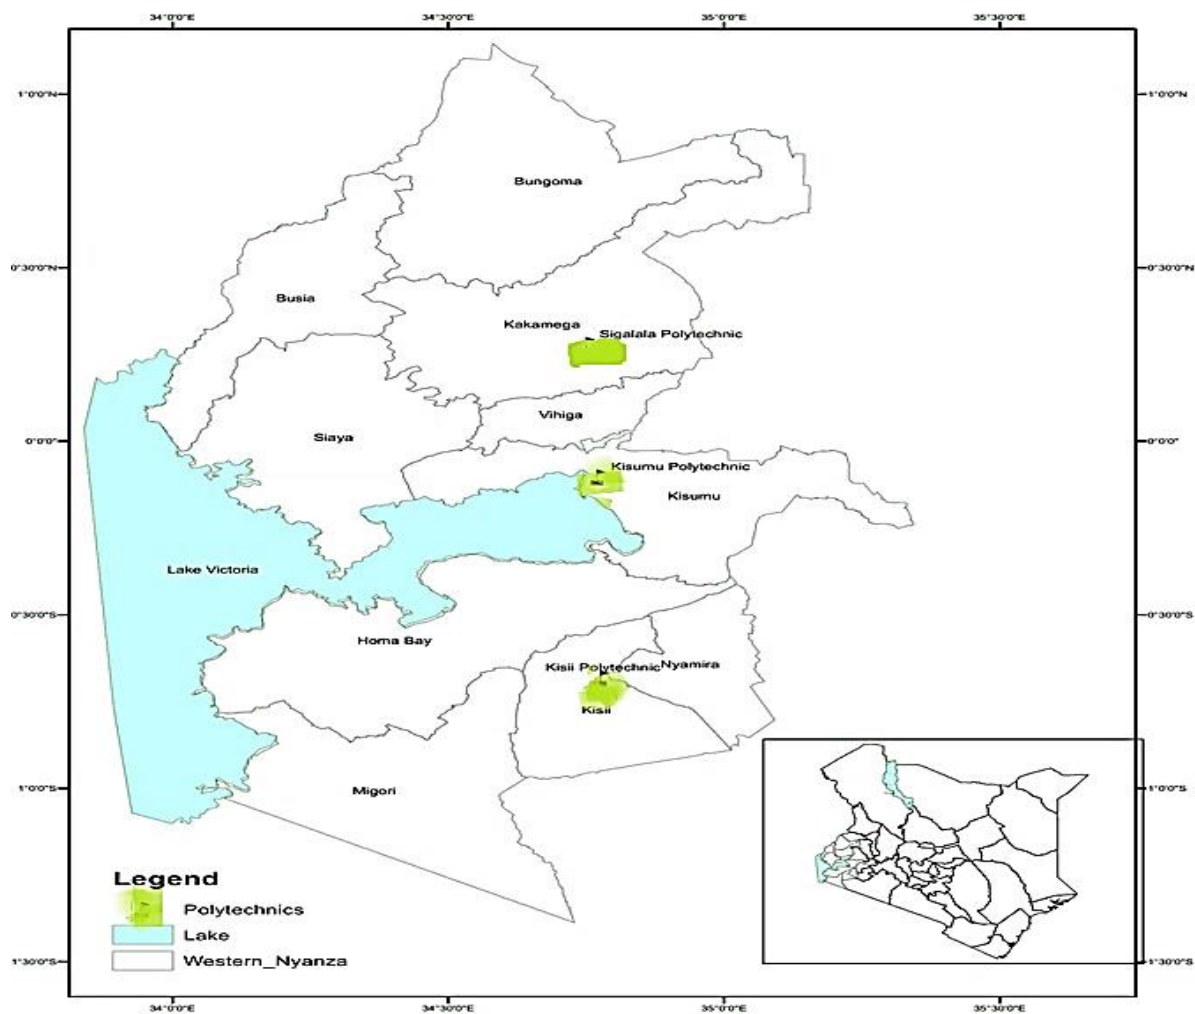 34°0'0"E 34°30'0"E 35°0'0"E 35°30'0"E
1°0'0"N 1°0'0"N
Bungoma
0°30'0"N 0°30'0"N
Busia
Kakamega
Sigalala Polytechnic
Vihiga
Siaya
0°0'0" 0°0'0"
Kisumu Polytechnic
Kisumu
Lake Victoria
0°30'0"S 0°30'0"S
Homa Bay
Kisii Polytechnic
Nyamira
Kisii
1°0'0"S 1°0'0"S
Migori
Legend
Polytechnics
Lake
Western_Nyanza
1°30'0"S 1°30'0"S
34°0'0"E 34°30'0"E 35°0'0"E 35°30'0"E